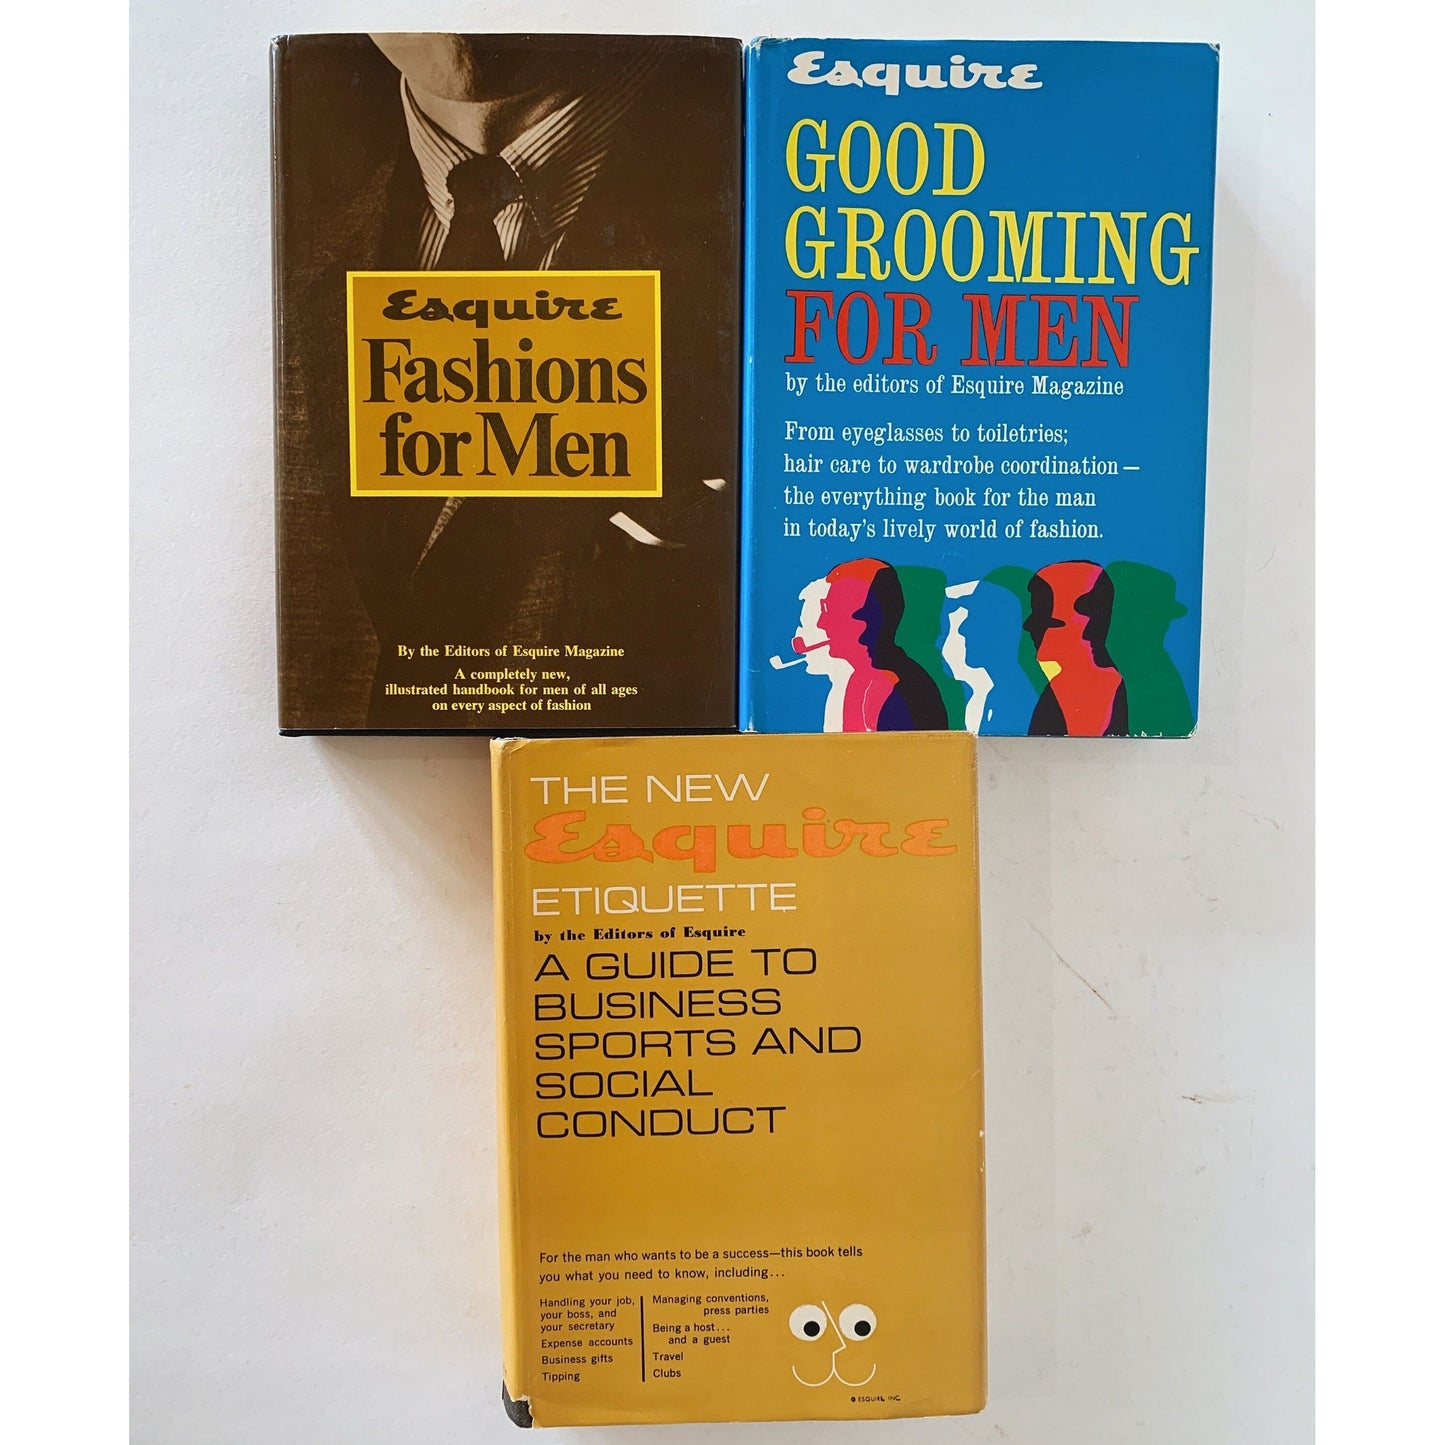 Esquire
Fashions
for Men
By the Editors of Esquire Magazine
A completely new,
illustrated handbook for men of all ages
on every aspect of fashion
Esquire
GOOD
GROOMING
FOR MEN
by the editors of Esquire Magazine
From eyeglasses to toiletries;
hair care to wardrobe coordination —
the everything book for the man
in today's lively world of fashion.
THE NEW
Esquire
ETIQUETTE
by the Editors of Esquire
A GUIDE TO
BUSINESS
SPORTS AND
SOCIAL
CONDUCT
For the man who wants to be a success—this book tells
you what you need to know, including...
Handling your job,
your boss, and
your secretary
Expense accounts
Business gifts
Tipping
Managing conventions,
press parties
Being a host...
and a guest
Travel
Clubs
© ESQUIRE, INC.